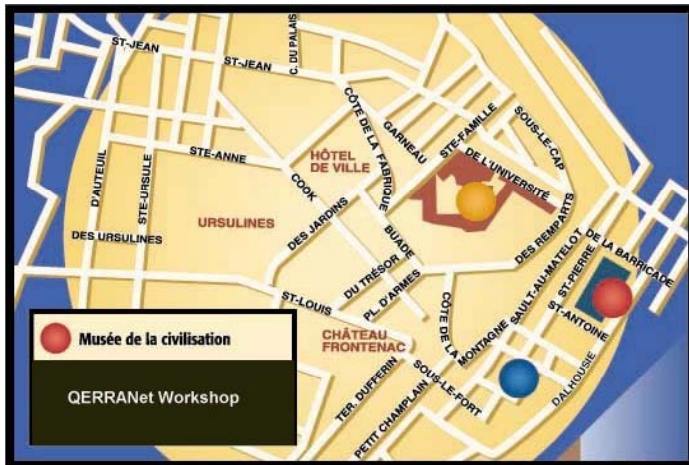 ST-JEAN
C. DU PALAIS
ST-JEAN
CÔTE DE LA FABRIQUE
GARNEAU
STE-FAMILLE
SOUS-LE-CAP
DE L'UNIVERSITÉ
STE-ANNE
HÔTEL
DE VILLE
COOK
D'AUTEUIL
STE-URSULE
URSULINES
DES JARDINS
BUADE
DES REMPARTS
DES URSULINES
DU TRÉSOR
PL. D'ARMES
SAULT-AU-MATELOT
ST-PIERRE
DE LA BARRICADE
ST-LOUIS
CÔTE DE LA MONTAGNE
ST-ANTOINE
CHÂTEAU
FRONTENAC
SOUS-LE-FORT
DALHOUSIE
TER. DUFFERIN
PETIT CHAMPLAIN
Musée de la civilisation
QERRANet Workshop